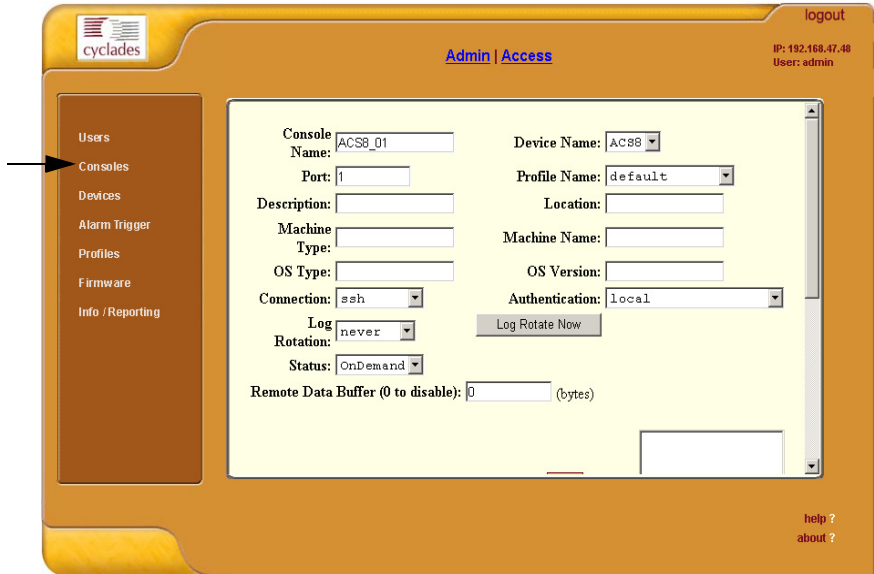 logout
cyclades
Admin | Access
IP: 192.168.47.48
User: admin
Users
Consoles
Devices
Alarm Trigger
Profiles
Firmware
Info / Reporting
Console Name: ACS8_01 Device Name: ACS8
Port: 1 Profile Name: default
Description: Location:
Machine Type: Machine Name:
OS Type: OS Version:
Connection: ssh Authentication: local
Log Rotation: never Log Rotate Now
Status: OnDemand
Remote Data Buffer (0 to disable): 0 (bytes)
help ?
about ?